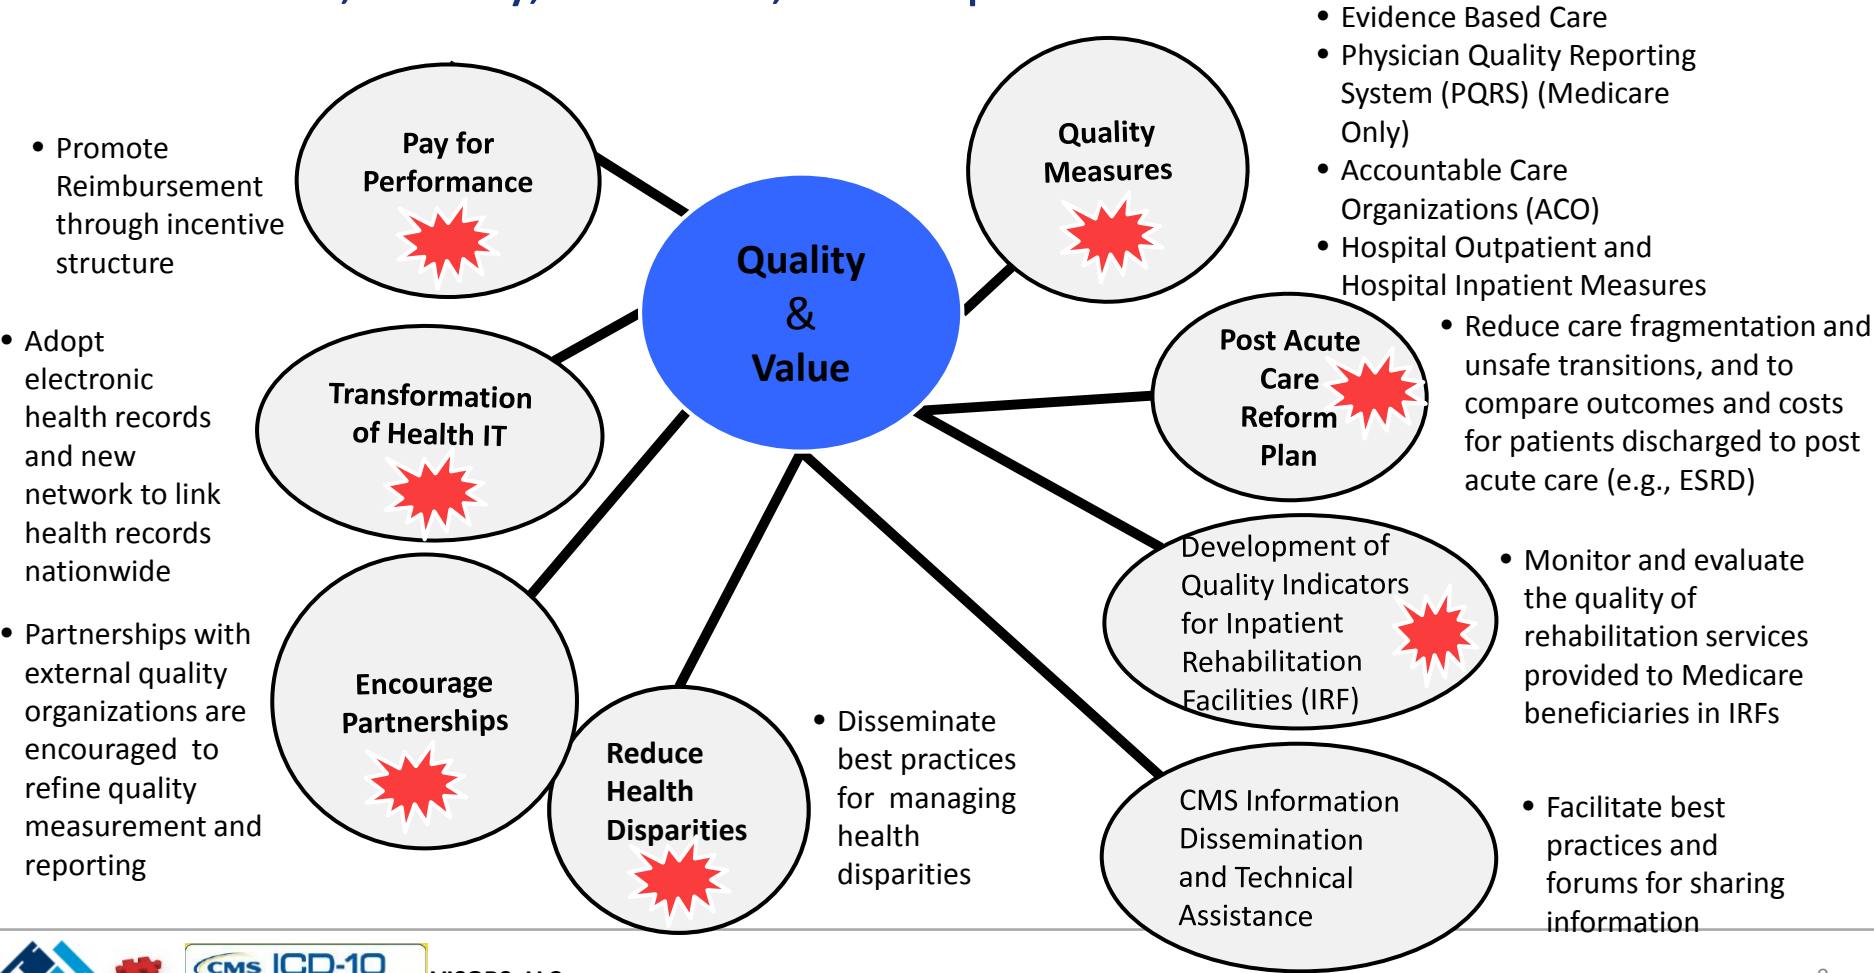 • Promote
Reimbursement
through incentive
structure
Pay for
Performance
Quality
Measures
• Evidence Based Care
• Physician Quality Reporting
System (PQRS) (Medicare
Only)
• Accountable Care
Organizations (ACO)
• Hospital Outpatient and
Hospital Inpatient Measures
Quality
&
Value
• Adopt
electronic
health records
and new
network to link
health records
nationwide
Transformation
of Health IT
Post Acute
Care
Reform
Plan
• Reduce care fragmentation and
unsafe transitions, and to
compare outcomes and costs
for patients discharged to post
acute care (e.g., ESRD)
• Partnerships with
external quality
organizations are
encouraged to
refine quality
measurement and
reporting
Encourage
Partnerships
Reduce
Health
Disparities
• Disseminate
best practices
for managing
health
disparities
Development of
Quality Indicators
for Inpatient
Rehabilitation
Facilities (IRF)
• Monitor and evaluate
the quality of
rehabilitation services
provided to Medicare
beneficiaries in IRFs
CMS Information
Dissemination
and Technical
Assistance
• Facilitate best
practices and
forums for sharing
information
CMS ICD-10